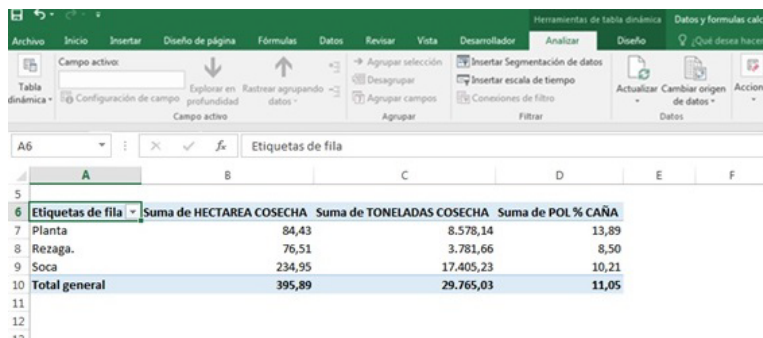 Herramientas de tabla dinámica Datos y formulas calc
Archivo Inicio Insertar Diseño de página Fórmulas Datos Revisar Vista Desarrollador Analizar Diseño ¿Qué desea hacer
Tabla dinámica
Campo activo:
Configuración de campo
Explorar en profundidad
Rastrear agrupando datos
Campo activo
Agrupar selección
Desagrupar
Agrupar campos
Agrupar
Insertar Segmentación de datos
Insertar escala de tiempo
Conexiones de filtro
Filtrar
Actualizar
Cambiar origen de datos
Datos
Accion
A6 fx Etiquetas de fila
A B C D E F
5
6 Etiquetas de fila Suma de HECTAREA COSECHA Suma de TONELADAS COSECHA Suma de POL % CAÑA
7 Planta 84,43 8.578,14 13,89
8 Rezaga. 76,51 3.781,66 8,50
9 Soca 234,95 17.405,23 10,21
10 Total general 395,89 29.765,03 11,05
11
12